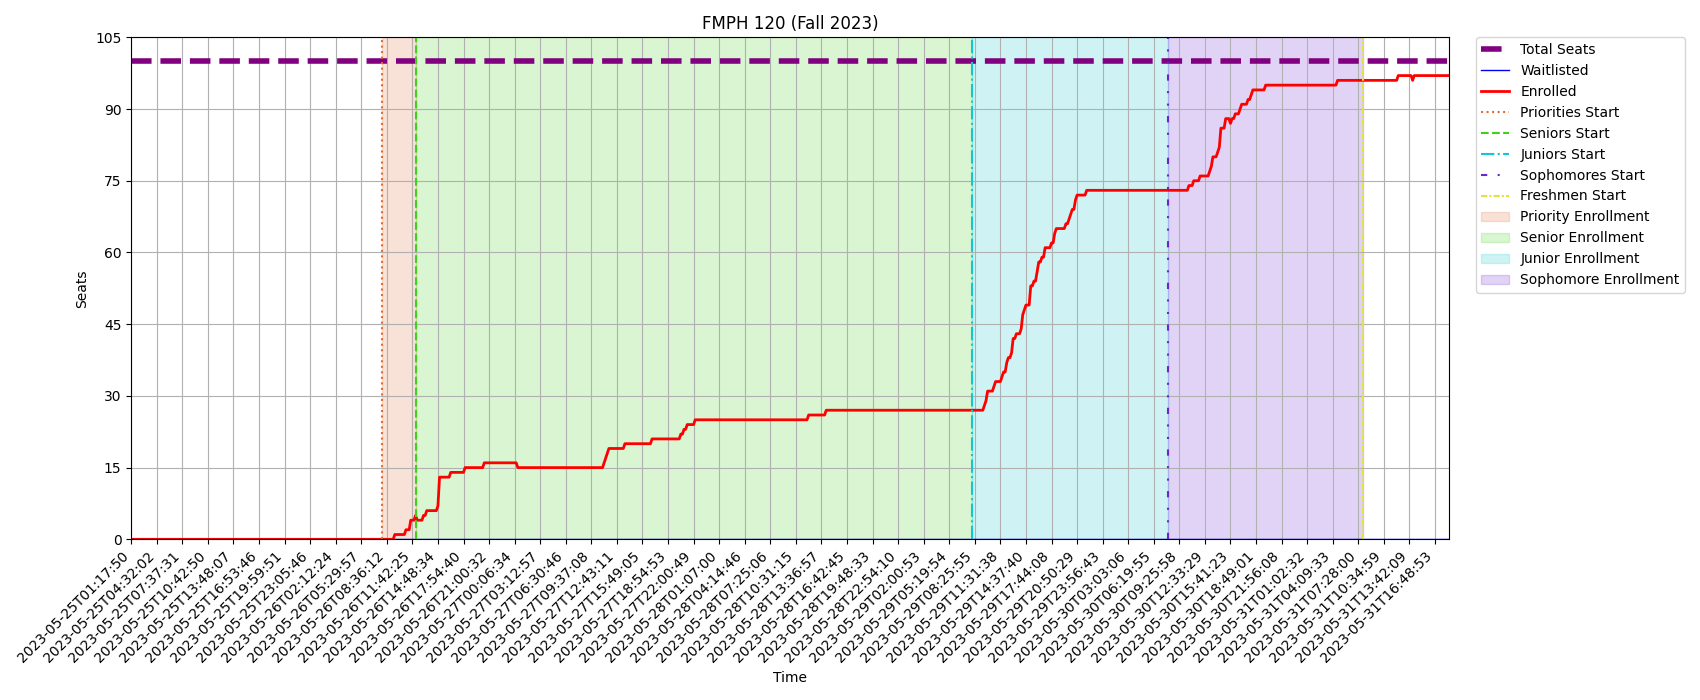 FMPH 120 (Fall 2023)
105
90
75
60
45
30
15
0
Seats
2023-05-25T01:17:50
2023-05-25T04:32:02
2023-05-25T07:37:31
2023-05-25T10:42:50
2023-05-25T13:48:07
2023-05-25T16:53:46
2023-05-25T19:59:51
2023-05-25T23:05:46
2023-05-26T02:12:24
2023-05-26T05:29:57
2023-05-26T08:36:12
2023-05-26T11:42:25
2023-05-26T14:48:34
2023-05-26T17:54:40
2023-05-26T21:00:32
2023-05-27T00:06:34
2023-05-27T03:12:57
2023-05-27T06:30:46
2023-05-27T09:37:08
2023-05-27T12:43:11
2023-05-27T15:49:05
2023-05-27T18:54:53
2023-05-27T22:00:49
2023-05-28T01:07:00
2023-05-28T04:14:46
2023-05-28T07:25:06
2023-05-28T10:31:15
2023-05-28T13:36:57
2023-05-28T16:42:45
2023-05-28T19:48:33
2023-05-28T22:54:10
2023-05-29T02:00:53
2023-05-29T05:19:54
2023-05-29T08:25:55
2023-05-29T11:31:38
2023-05-29T14:37:40
2023-05-29T17:44:08
2023-05-29T20:50:29
2023-05-29T23:56:43
2023-05-30T03:03:06
2023-05-30T06:19:55
2023-05-30T09:25:58
2023-05-30T12:33:29
2023-05-30T15:41:23
2023-05-30T18:49:01
2023-05-30T21:56:08
2023-05-31T01:02:32
2023-05-31T04:09:33
2023-05-31T07:28:00
2023-05-31T10:34:59
2023-05-31T13:42:09
2023-05-31T16:48:53
Time
Total Seats
Waitlisted
Enrolled
Priorities Start
Seniors Start
Juniors Start
Sophomores Start
Freshmen Start
Priority Enrollment
Senior Enrollment
Junior Enrollment
Sophomore Enrollment